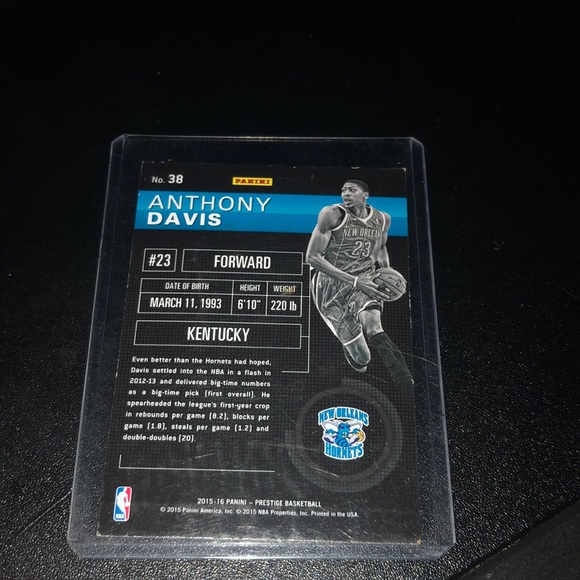 No. 38 PANINI
ANTHONY
DAVIS
NEW ORLEANS
23
#23 FORWARD
DATE OF BIRTH HEIGHT WEIGHT
MARCH 11, 1993 6'10" 220 lb
KENTUCKY
Even better than the Hornets had hoped,
Davis settled into the NBA in a flash in
2012-13 and delivered big-time numbers
as a big-time pick (first overall). He
spearheaded the league's first-year crop
in rebounds per game (8.2), blocks per
game (1.8), steals per game (1.2) and
double-doubles (20).
NEW ORLEANS
HORNETS
NBA
2015-16 PANINI – PRESTIGE BASKETBALL
© 2015 Panini America, Inc. © 2015 NBA Properties, Inc. Printed in the USA.